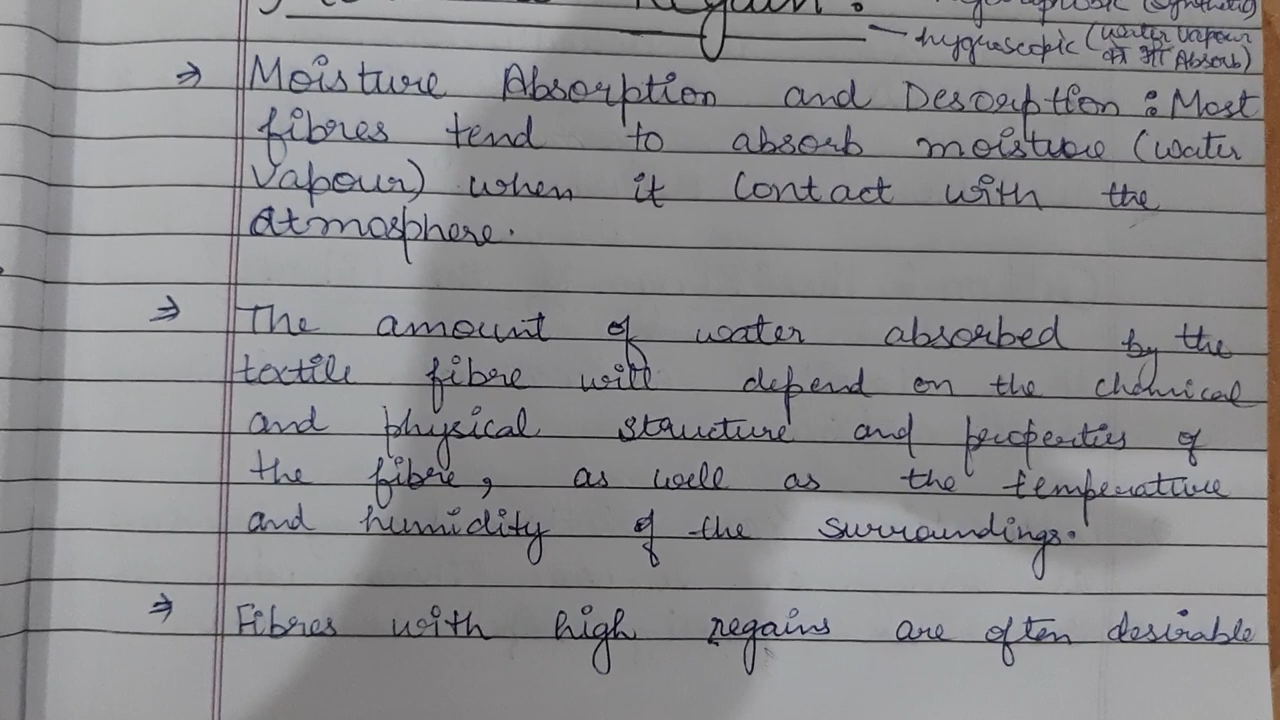 Regain :
hygroscopic (water vapour
को भी Absorb)
⇒ Moisture Absorption and Desorption : Most
fibres tend to absorb moisture (water
vapour) when it contact with the
atmosphere.
⇒ The amount of water absorbed by the
textile fibre will depend on the chemical
and physical structure and properties of
the fibre, as well as the temperature
and humidity of the surroundings.
⇒ Fibres with high regains are often desirable